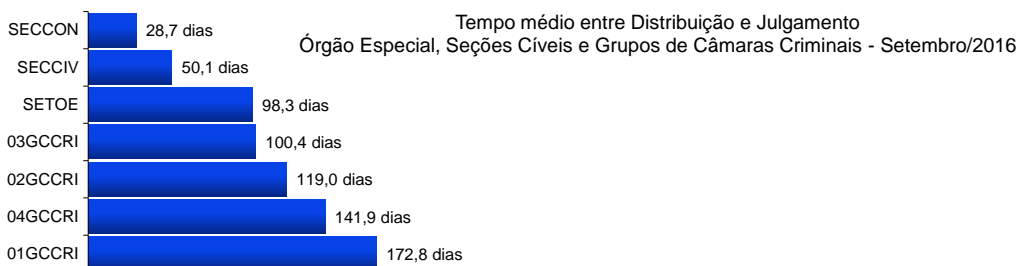 Tempo médio entre Distribuição e Julgamento
Órgão Especial, Seções Cíveis e Grupos de Câmaras Criminais - Setembro/2016
SECCON 28,7 dias
SECCIV 50,1 dias
SETOE 98,3 dias
03GCCRI 100,4 dias
02GCCRI 119,0 dias
04GCCRI 141,9 dias
01GCCRI 172,8 dias